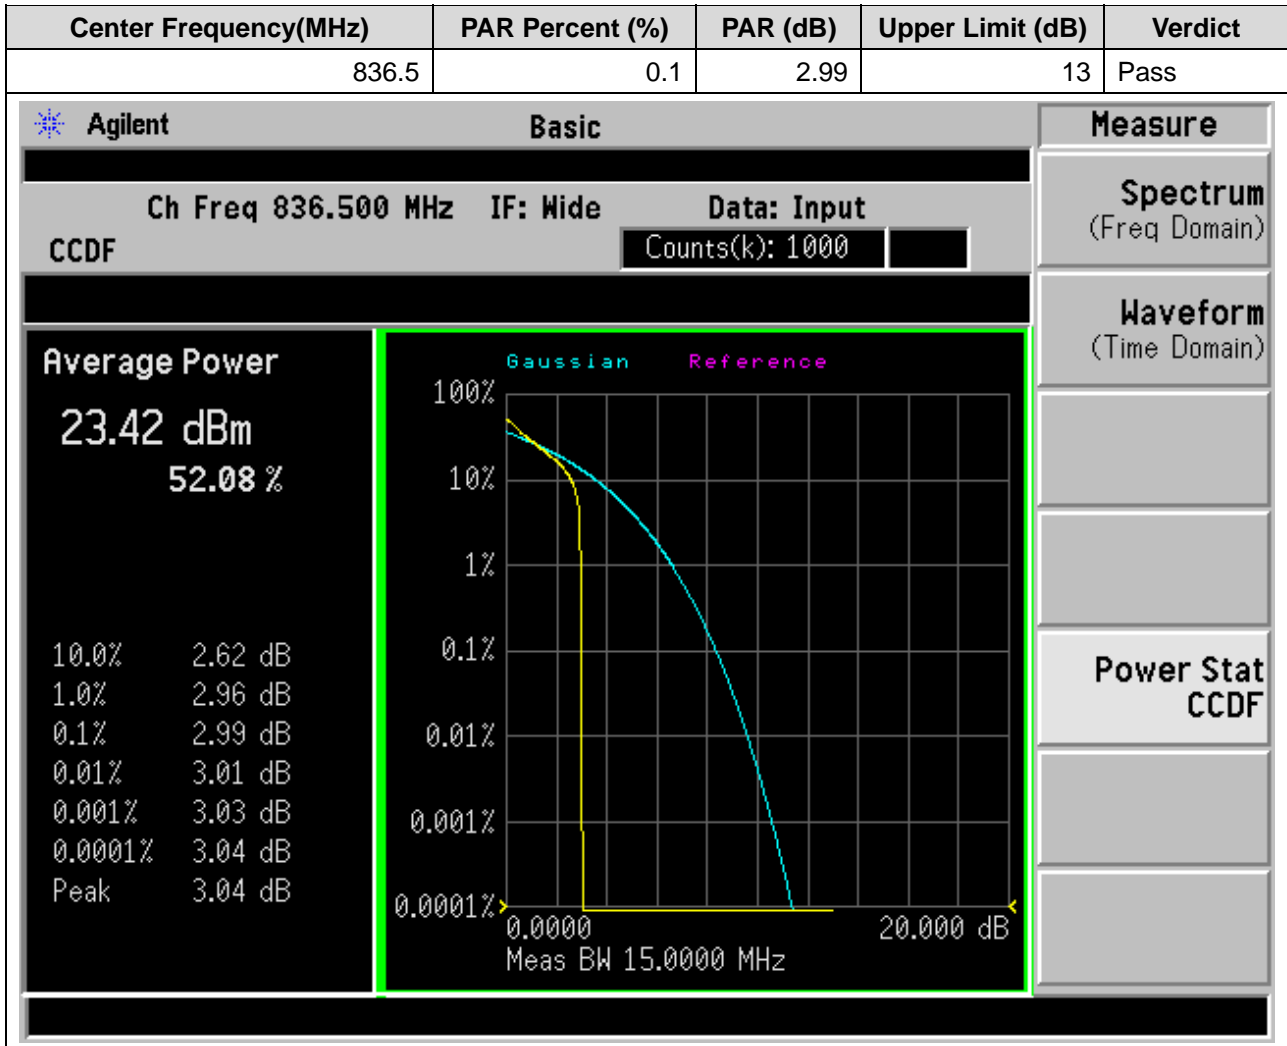 Center Frequency(MHz) PAR Percent (%) PAR (dB) Upper Limit (dB) Verdict
836.5 0.1 2.99 13 Pass
Agilent Basic Measure
Ch Freq 836.500 MHz IF: Wide Data: Input
CCDF Counts(k): 1000
Spectrum
(Freq Domain)
Waveform
(Time Domain)
Power Stat
CCDF
Average Power
23.42 dBm
52.08 %
10.0% 2.62 dB
1.0% 2.96 dB
0.1% 2.99 dB
0.01% 3.01 dB
0.001% 3.03 dB
0.0001% 3.04 dB
Peak 3.04 dB
Gaussian Reference
100%
10%
1%
0.1%
0.01%
0.001%
0.0001%
0.0000 20.000 dB
Meas BW 15.0000 MHz